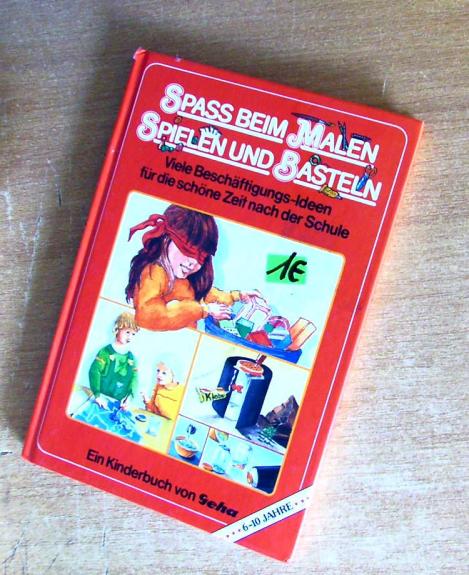 SPASS BEIM MALEN
SPIELEN UND BASTELN
Viele Beschäftigungs-Ideen
für die schöne Zeit nach der Schule
1€
Klebe
Ein Kinderbuch von Geha
6-10 JAHRE